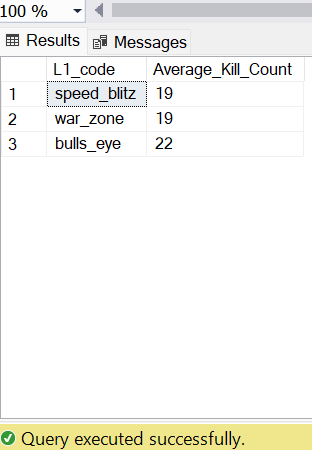 100 %
Results Messages
L1_code Average_Kill_Count
1 speed_blitz 19
2 war_zone 19
3 bulls_eye 22
Query executed successfully.